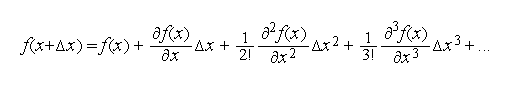 f(x+Δx) = f(x) + ∂f(x)/∂x Δx + 1/2! ∂²f(x)/∂x² Δx² + 1/3! ∂³f(x)/∂x³ Δx³ + ...